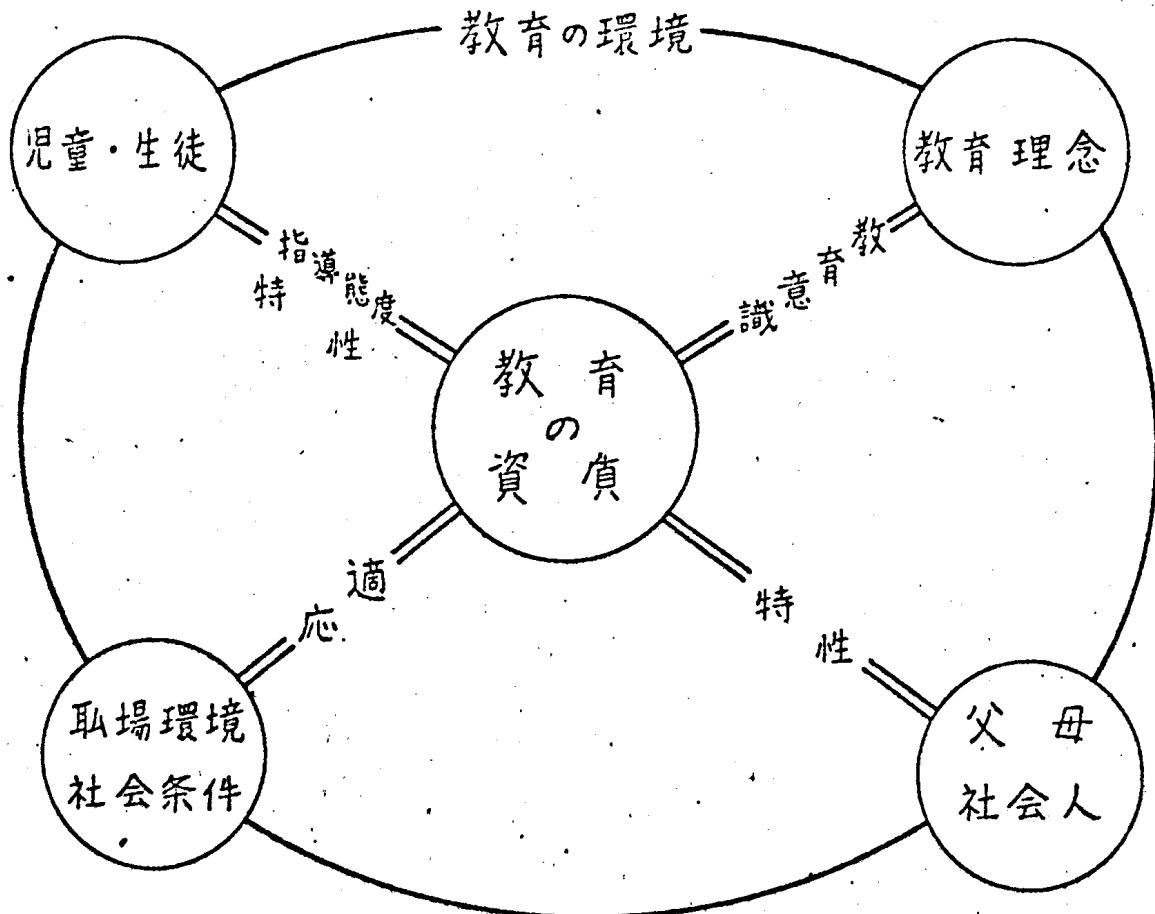 教育の環境
児童・生徒
教育理念
指導態度
特性
教育意識
教育
の
資質
適応
特性
耺場環境
社会条件
父母
社会人